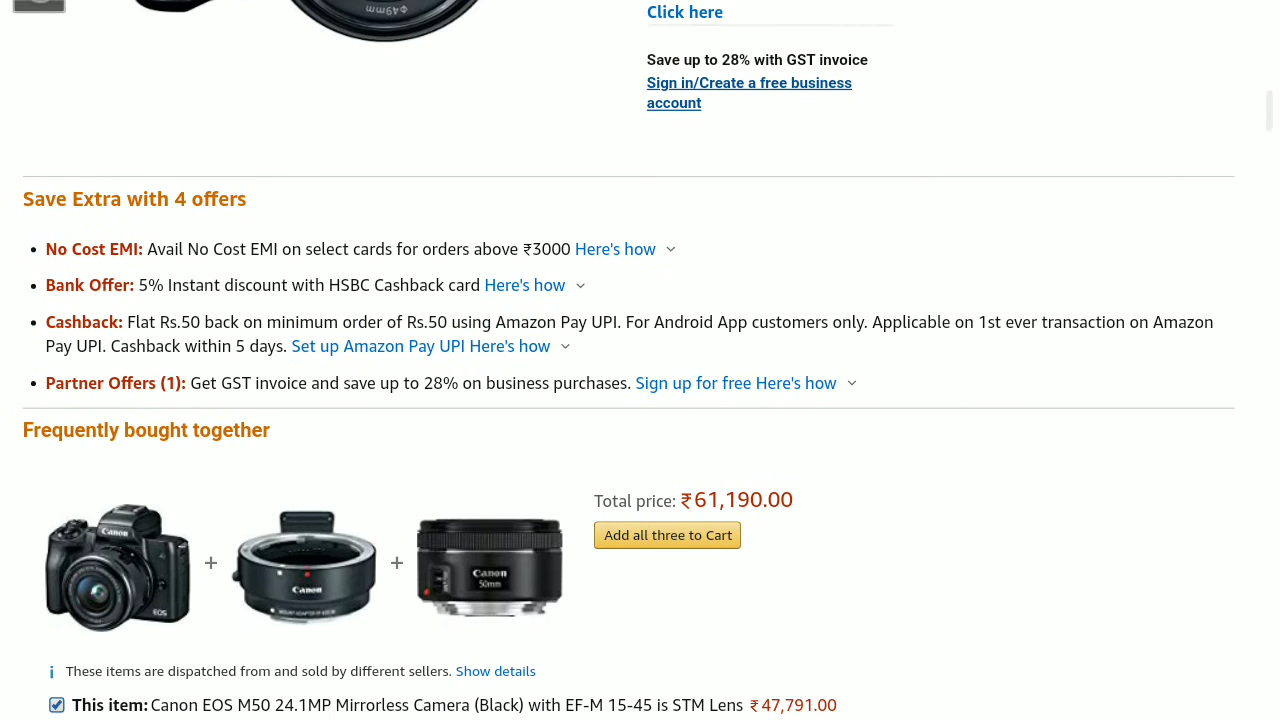 Φ49mm
Click here
Save up to 28% with GST invoice
Sign in/Create a free business
account
Save Extra with 4 offers
No Cost EMI: Avail No Cost EMI on select cards for orders above ₹3000 Here's how
Bank Offer: 5% Instant discount with HSBC Cashback card Here's how
Cashback: Flat Rs.50 back on minimum order of Rs.50 using Amazon Pay UPI. For Android App customers only. Applicable on 1st ever transaction on Amazon
Pay UPI. Cashback within 5 days. Set up Amazon Pay UPI Here's how
Partner Offers (1): Get GST invoice and save up to 28% on business purchases. Sign up for free Here's how
Frequently bought together
Total price: ₹61,190.00
Add all three to Cart
Canon
EOS
+
Canon
+
Canon
50mm
These items are dispatched from and sold by different sellers. Show details
This item: Canon EOS M50 24.1MP Mirrorless Camera (Black) with EF-M 15-45 is STM Lens ₹47,791.00